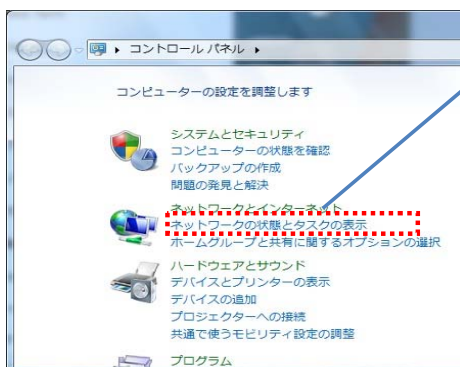 コントロール パネル
コンピューターの設定を調整します
システムとセキュリティ
コンピューターの状態を確認
バックアップの作成
問題の発見と解決
ネットワークとインターネット
ネットワークの状態とタスクの表示
ホームグループと共有に関するオプションの選択
ハードウェアとサウンド
デバイスとプリンターの表示
デバイスの追加
プロジェクターへの接続
共通で使うモビリティ設定の調整
プログラム